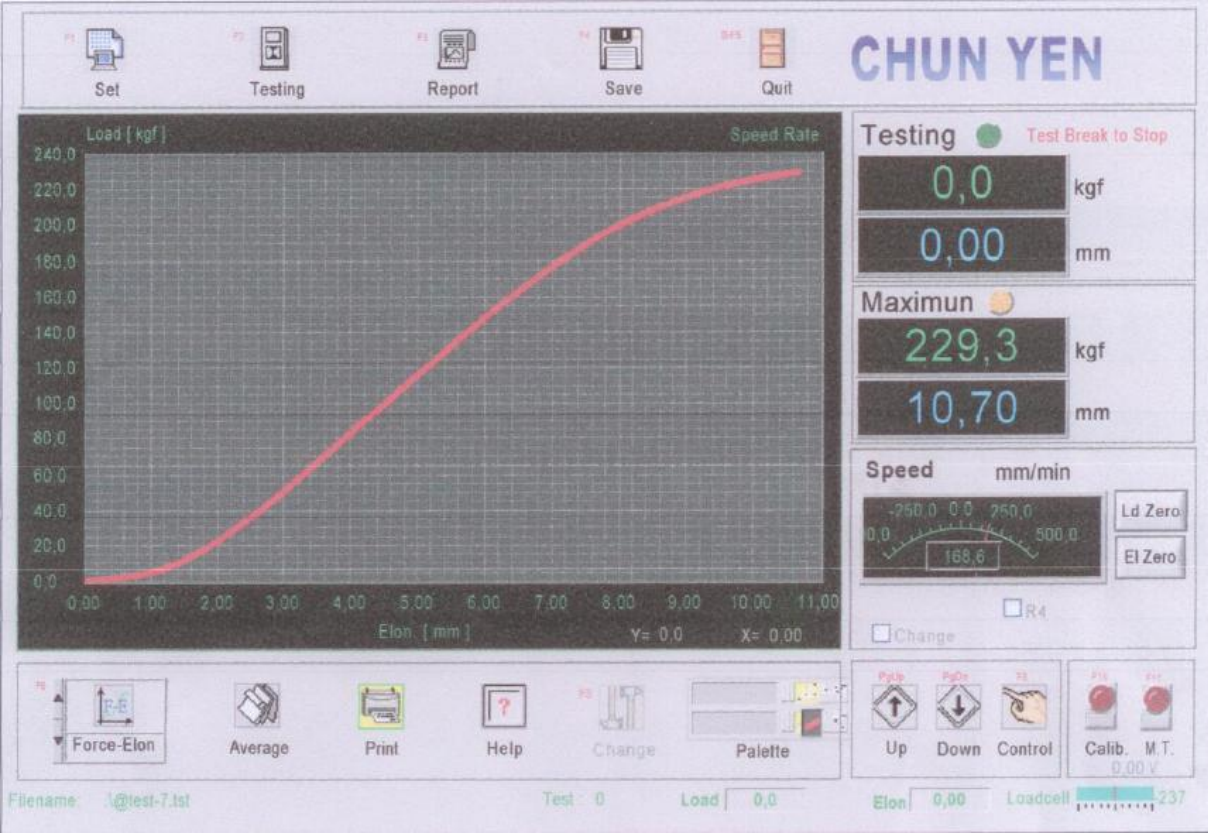 F1
F2
F3
F4
Set
Testing
Report
Save
Quit
CHUN YEN
Load [ kgf ]
Speed Rate
240,0
220,0
200,0
180,0
160,0
140,0
120,0
100,0
80,0
60,0
40,0
20,0
0,0
0,00 1,00 2,00 3,00 4,00 5,00 6,00 7,00 8,00 9,00 10,00 11,00
Elon [ mm ]
Y= 0,0 X= 0,00
Testing
Test Break to Stop
0,0 kgf
0,00 mm
Maximun
229,3 kgf
10,70 mm
Speed mm/min
-250,0 0,0 250,0
500,0
168,6
Ld Zero
El Zero
R4
Change
F-E
Force-Elon
Average
Print
?
Help
Change
Palette
PgUp
PgDn
Up
Down
Control
Calib.
M.T.
0,00 V
Filename: .\@test-7.tst
Test : 0
Load 0,0
Elon 0,00
Loadcell -237